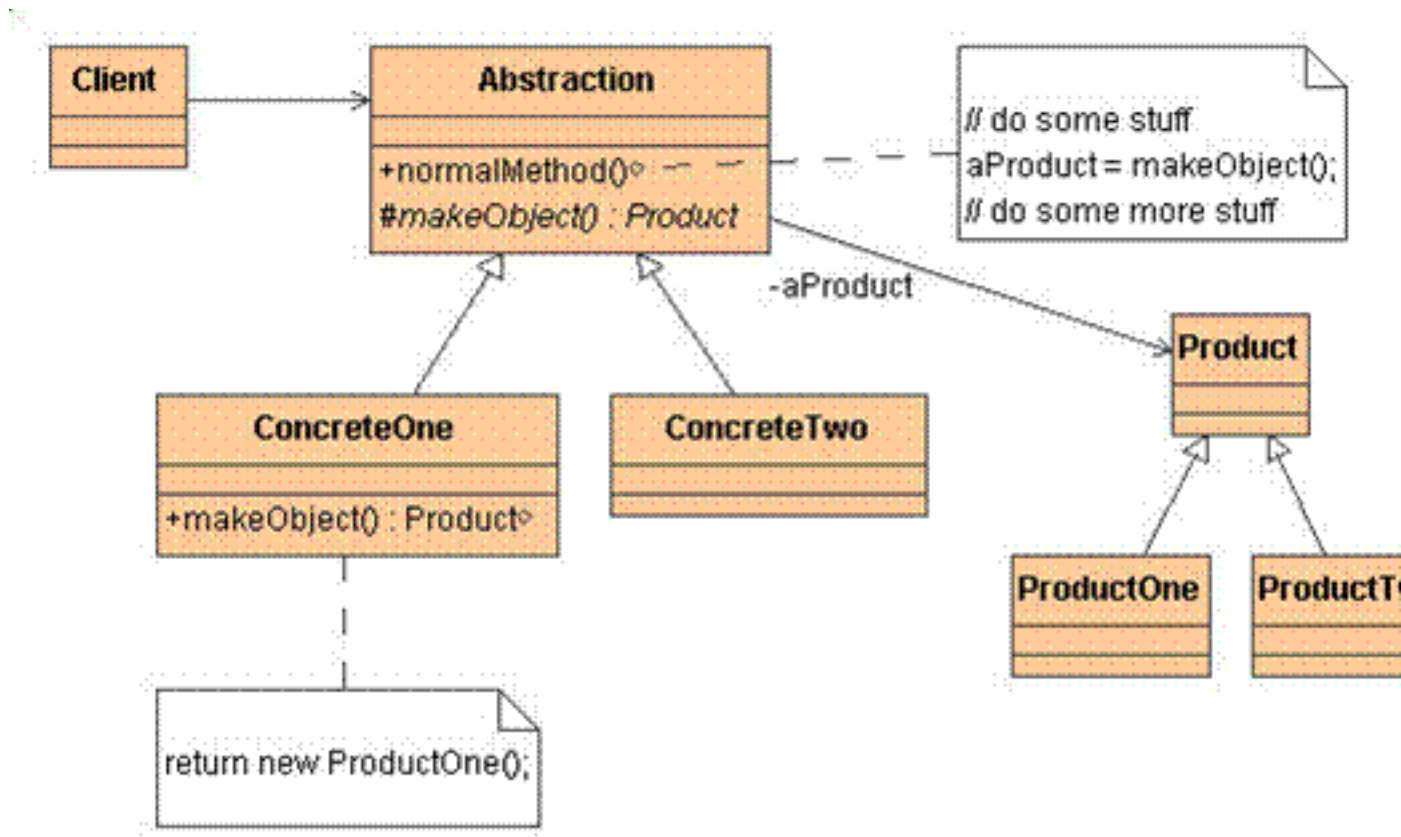 Client
Abstraction
+normalMethod()
#makeObject() : Product
// do some stuff
aProduct = makeObject();
// do some more stuff
-aProduct
Product
ConcreteOne
+makeObject() : Product
ConcreteTwo
ProductOne
return new ProductOne();